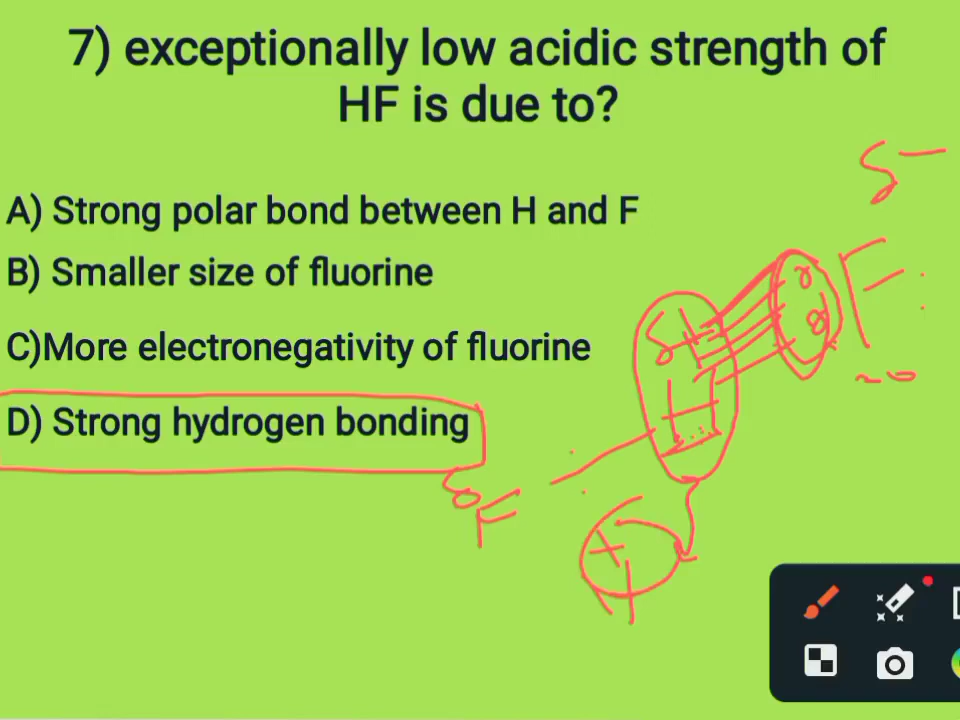 7) exceptionally low acidic strength of
HF is due to?
A) Strong polar bond between H and F
B) Smaller size of fluorine
C)More electronegativity of fluorine
D) Strong hydrogen bonding
δ-
F
δ+
H
F
H+